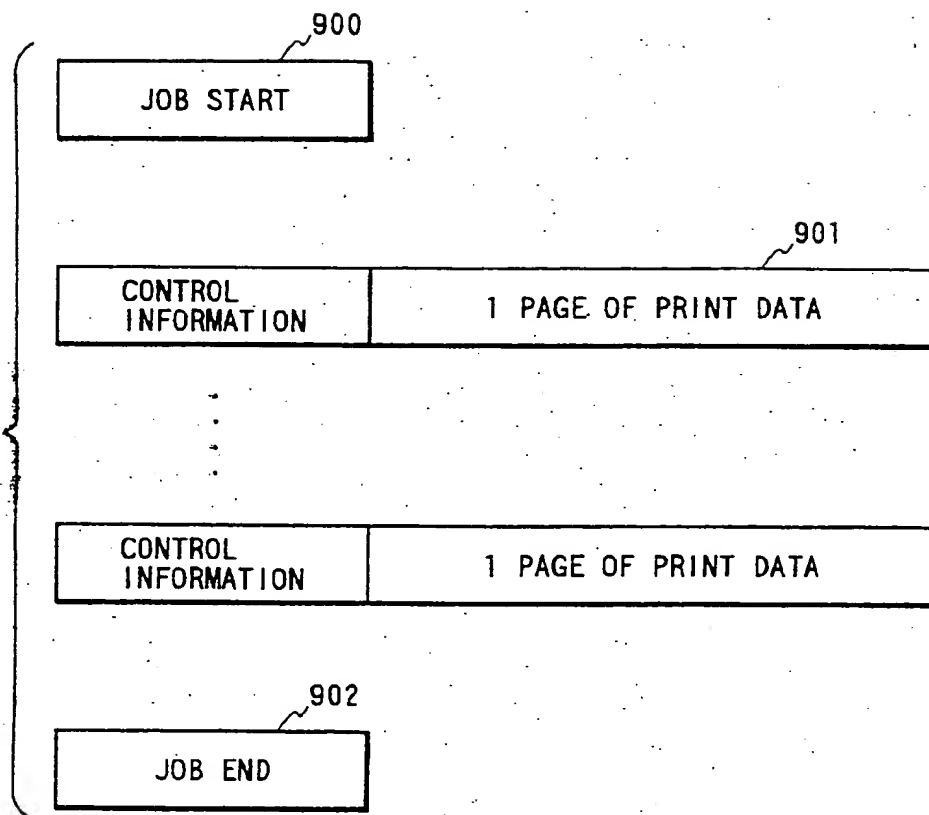 900
JOB START
901
CONTROL
INFORMATION
1 PAGE OF PRINT DATA
CONTROL
INFORMATION
1 PAGE OF PRINT DATA
902
JOB END